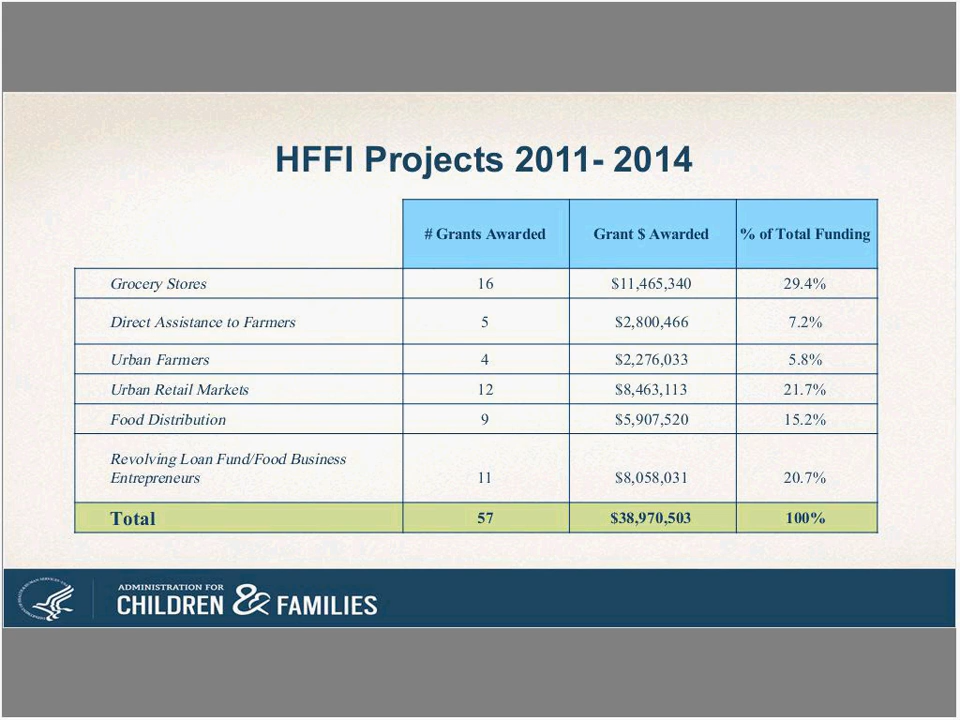 HFFI Projects 2011- 2014
# Grants Awarded Grant $ Awarded % of Total Funding
Grocery Stores 16 $11,465,340 29.4%
Direct Assistance to Farmers 5 $2,800,466 7.2%
Urban Farmers 4 $2,276,033 5.8%
Urban Retail Markets 12 $8,463,113 21.7%
Food Distribution 9 $5,907,520 15.2%
Revolving Loan Fund/Food Business
Entrepreneurs 11 $8,058,031 20.7%
Total 57 $38,970,503 100%
ADMINISTRATION FOR
CHILDREN & FAMILIES